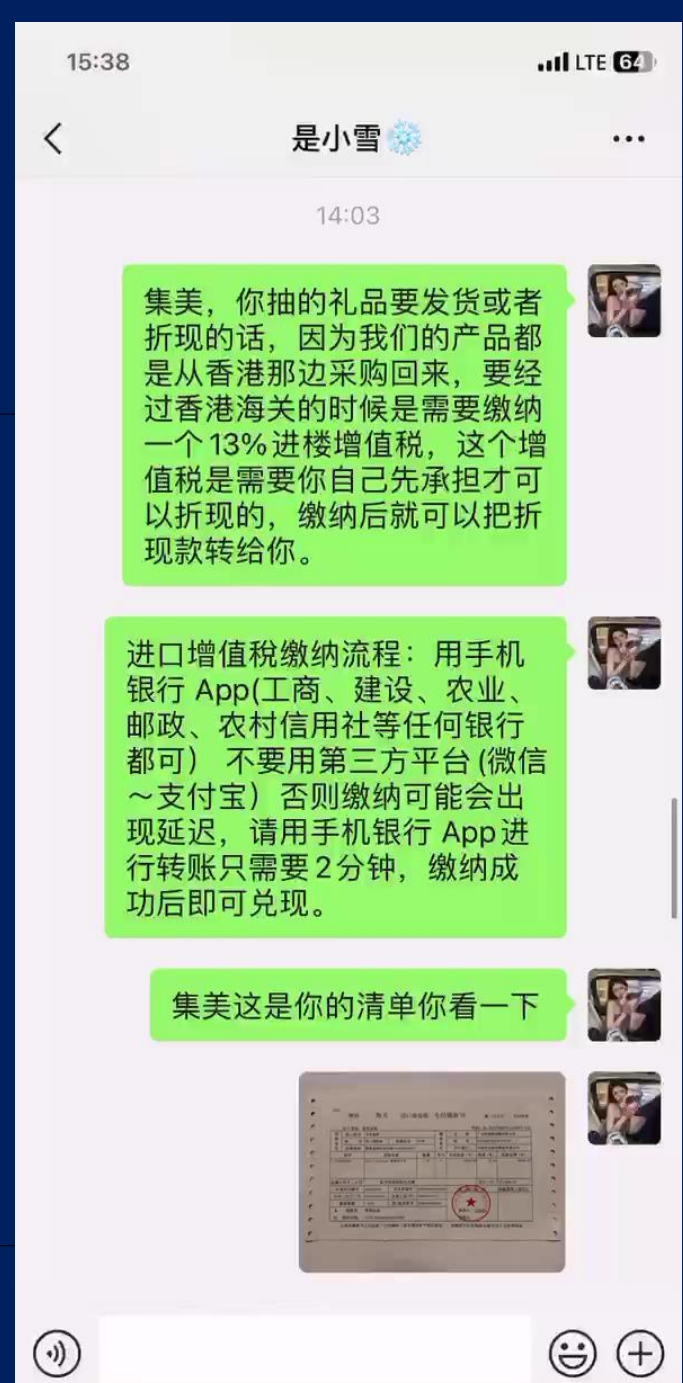 15:38
LTE 64
是小雪
14:03
集美，你抽的礼品要发货或者
折现的话，因为我们的产品都
是从香港那边采购回来，要经
过香港海关的时候是需要缴纳
一个13%进楼增值税，这个增
值税是需要你自己先承担才可
以折现的，缴纳后就可以把折
现款转给你。
进口增值税缴纳流程：用手机
银行 App(工商、建设、农业、
邮政、农村信用社等任何银行
都可） 不要用第三方平台(微信
～支付宝）否则缴纳可能会出
现延迟，请用手机银行 App进
行转账只需要2分钟，缴纳成
功后即可兑现。
集美这是你的清单你看一下